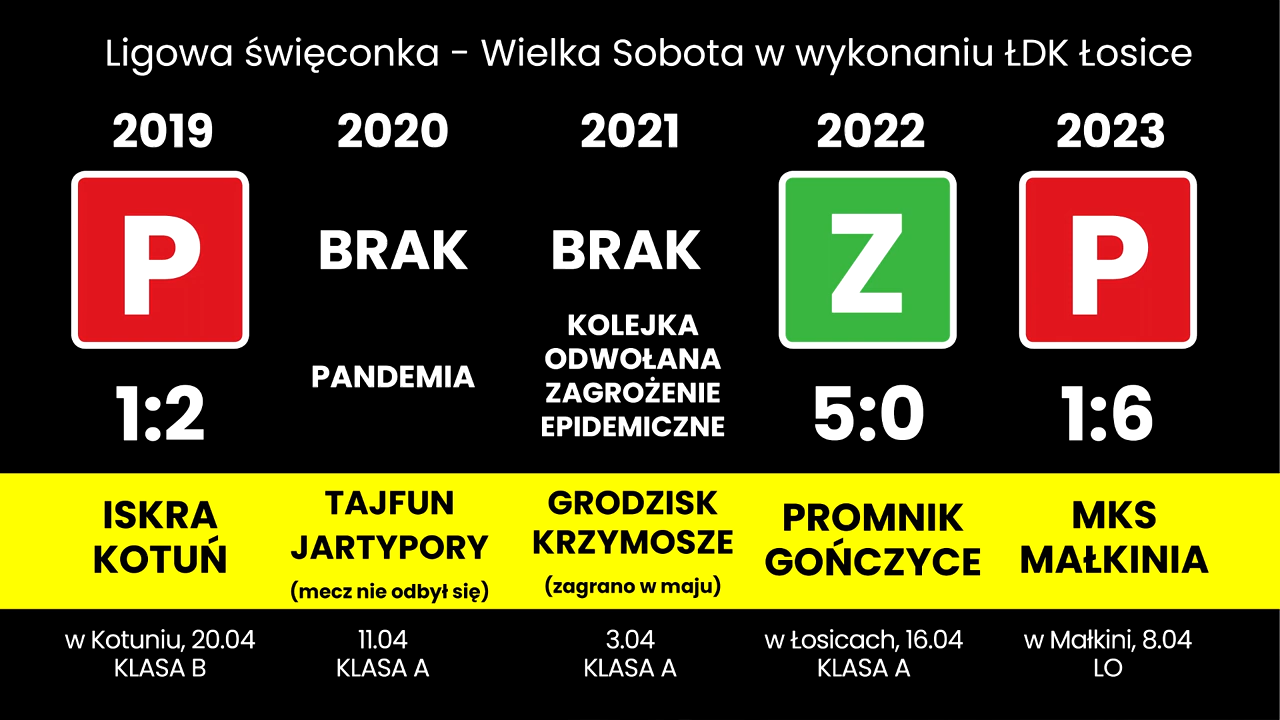 Ligowa święconka - Wielka Sobota w wykonaniu ŁDK Łosice
2019
P
1:2
ISKRA
KOTUŃ
w Kotuniu, 20.04
KLASA B
2020
BRAK
PANDEMIA
TAJFUN
JARTYPORY
(mecz nie odbył się)
11.04
KLASA A
2021
BRAK
KOLEJKA
ODWOŁANA
ZAGROŻENIE
EPIDEMICZNE
GRODZISK
KRZYMOSZE
(zagrano w maju)
3.04
KLASA A
2022
Z
5:0
PROMNIK
GOŃCZYCE
w Łosicach, 16.04
KLASA A
2023
P
1:6
MKS
MAŁKINIA
w Małkini, 8.04
LO